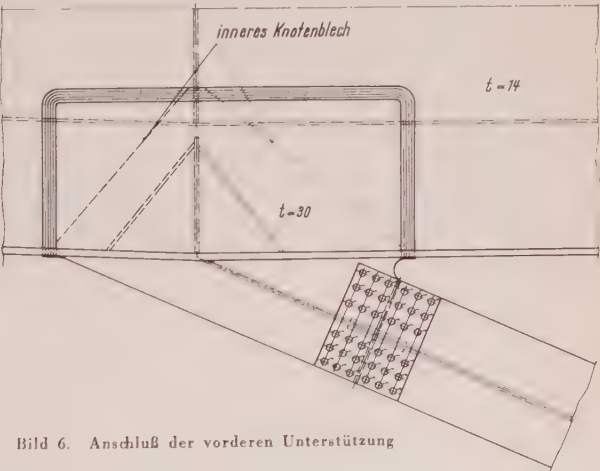 inneres Knotenblech
t=14
t=30
Bild 6. Anschluß der vorderen Unterstützung